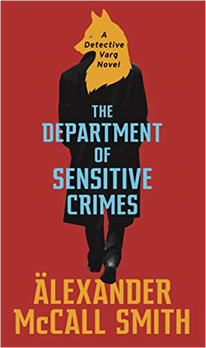 A
Detective
Varg
Novel
THE
DEPARTMENT
OF
SENSITIVE
CRIMES
ÄLEXANDER
McCALL SMITH